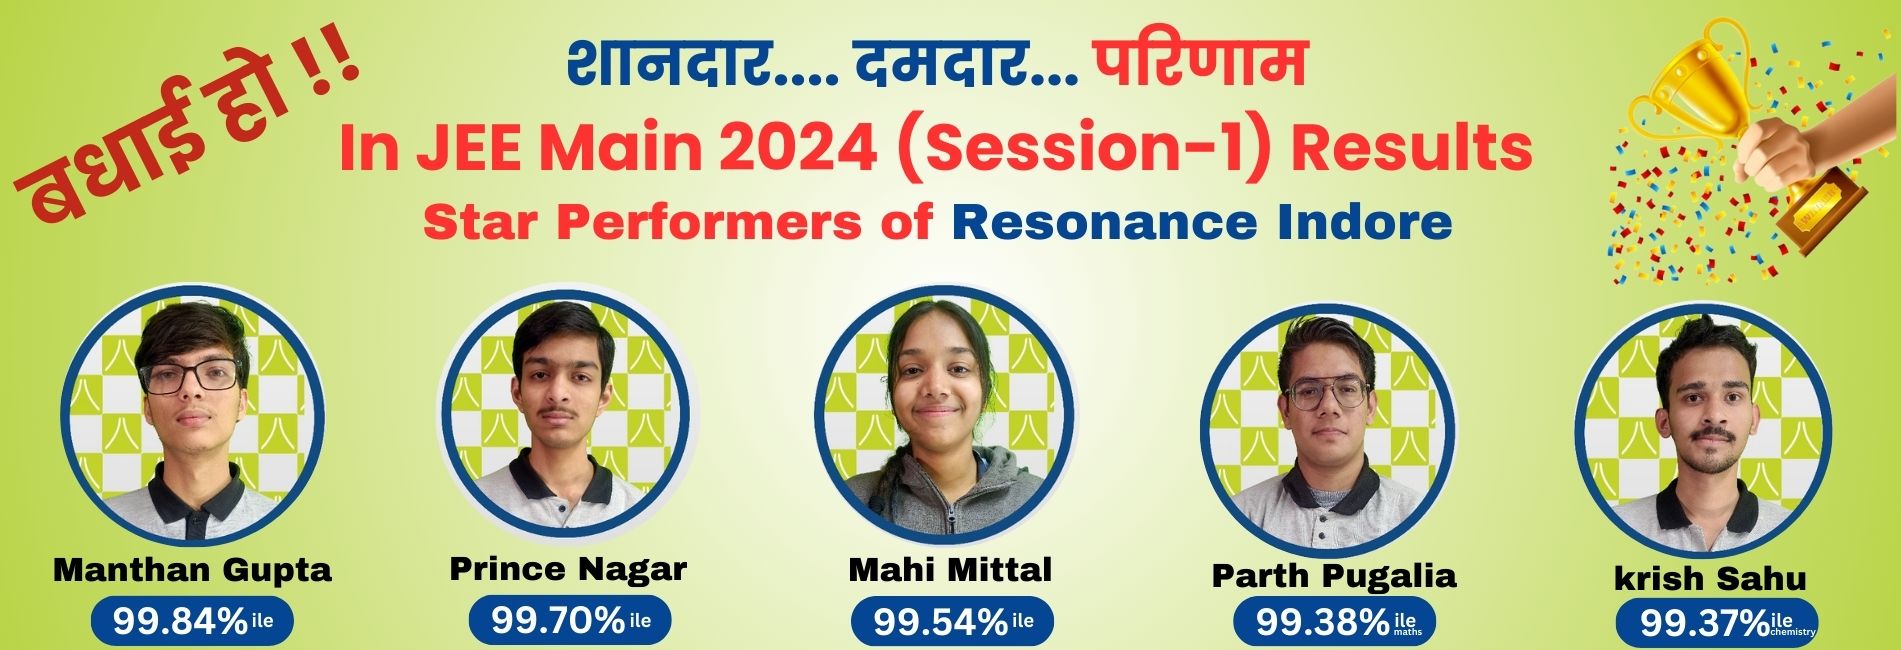 बधाई हो !!
शानदार.... दमदार... परिणाम
In JEE Main 2024 (Session-1) Results
Star Performers of Resonance Indore
Manthan Gupta
99.84%ile
Prince Nagar
99.70%ile
Mahi Mittal
99.54%ile
Parth Pugalia
99.38%ile maths
krish Sahu
99.37%ile chemistry